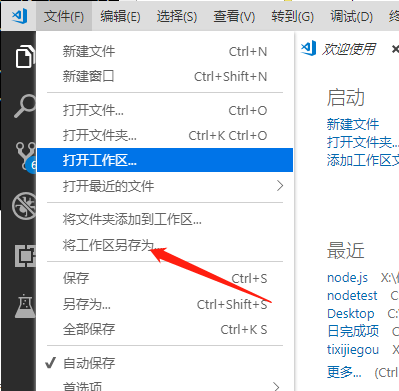 文件(F) 编辑(E) 选择(S) 查看(V) 转到(G) 调试(D)
新建文件 Ctrl+N
新建窗口 Ctrl+Shift+N
打开文件... Ctrl+O
打开文件夹... Ctrl+K Ctrl+O
打开工作区...
打开最近的文件
将文件夹添加到工作区...
将工作区另存为...
保存 Ctrl+S
另存为... Ctrl+Shift+S
全部保存 Ctrl+K S
自动保存
首选项
欢迎使用
启动
新建文件
打开文件夹...
添加工作区文
最近
node.js X:\
nodetest X:
Desktop C:\
日完成项 X:
tixijiegou X:
更多... (Ctrl
6